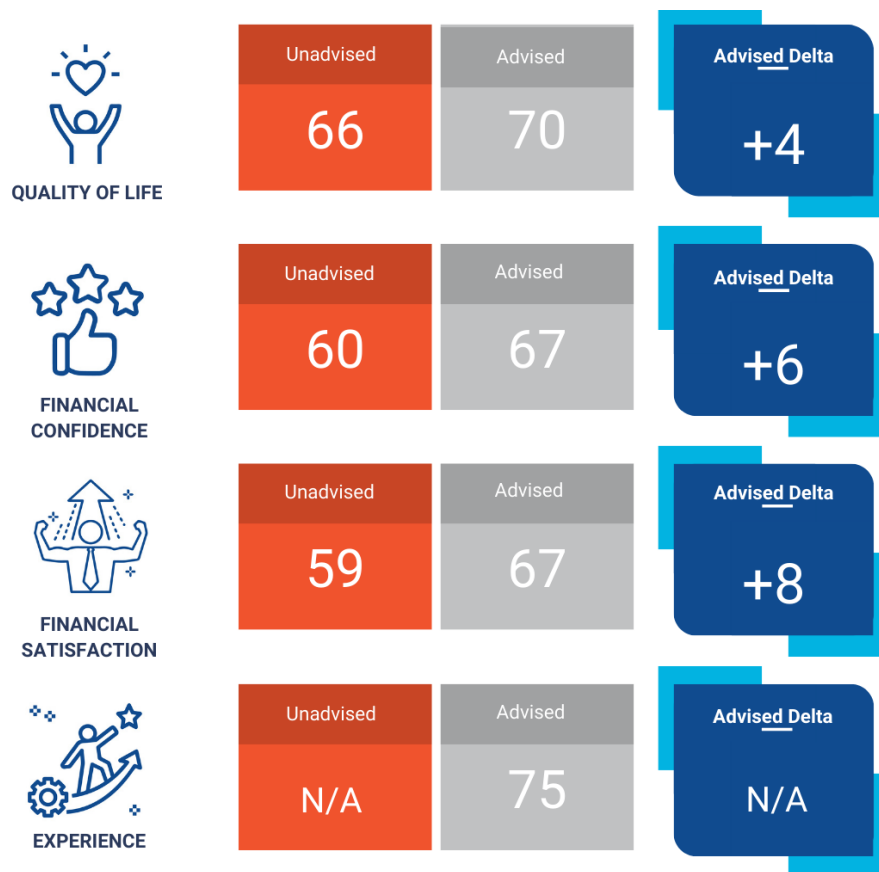 Unadvised
Advised
Advised Delta
66
70
+4
QUALITY OF LIFE
Unadvised
Advised
Advised Delta
60
67
+6
FINANCIAL
CONFIDENCE
Unadvised
Advised
Advised Delta
59
67
+8
FINANCIAL
SATISFACTION
Unadvised
Advised
Advised Delta
N/A
75
N/A
EXPERIENCE